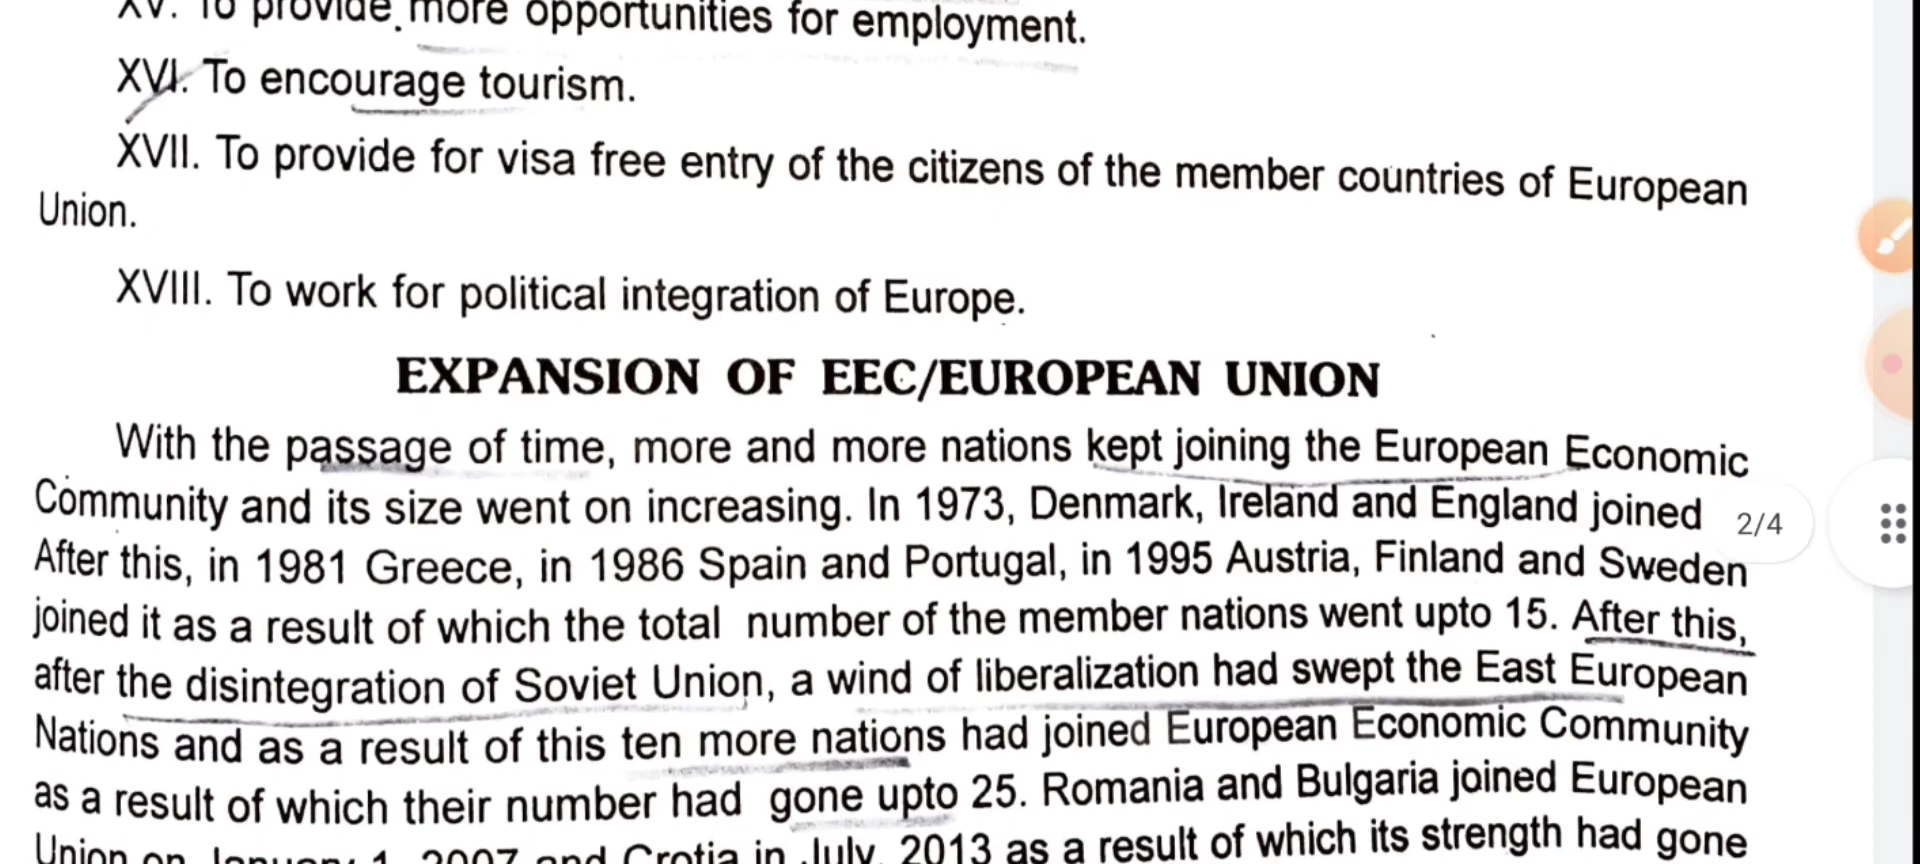 XV. To provide more opportunities for employment.
XVI. To encourage tourism.
XVII. To provide for visa free entry of the citizens of the member countries of European
Union.
XVIII. To work for political integration of Europe.
EXPANSION OF EEC/EUROPEAN UNION
With the passage of time, more and more nations kept joining the European Economic
Community and its size went on increasing. In 1973, Denmark, Ireland and England joined
2/4
After this, in 1981 Greece, in 1986 Spain and Portugal, in 1995 Austria, Finland and Sweden
joined it as a result of which the total number of the member nations went upto 15. After this,
after the disintegration of Soviet Union, a wind of liberalization had swept the East European
Nations and as a result of this ten more nations had joined European Economic Community
as a result of which their number had gone upto 25. Romania and Bulgaria joined European
Union on January 1, 2007 and Crotia in July, 2013 as a result of which its strength had gone